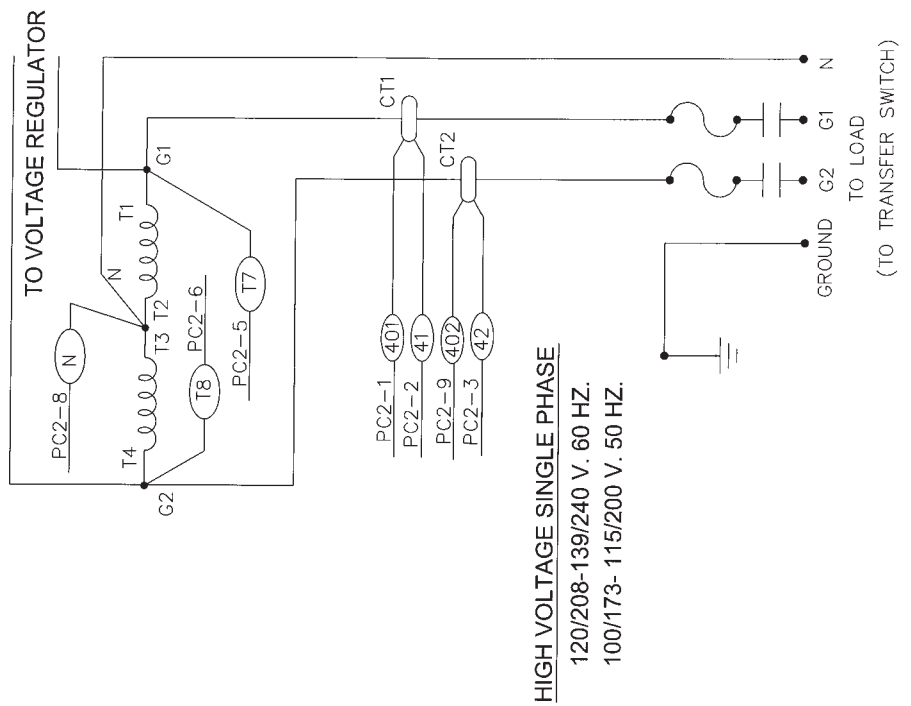 TO VOLTAGE REGULATOR
PC2-8
N
T4
T3
T2
T1
N
G2
G1
T8
PC2-6
PC2-5
T7
CT1
CT2
PC2-1
401
PC2-2
41
PC2-9
402
PC2-3
42
HIGH VOLTAGE SINGLE PHASE
120/208-139/240 V. 60 HZ.
100/173- 115/200 V. 50 HZ.
GROUND
G2
G1
N
TO LOAD
(TO TRANSFER SWITCH)